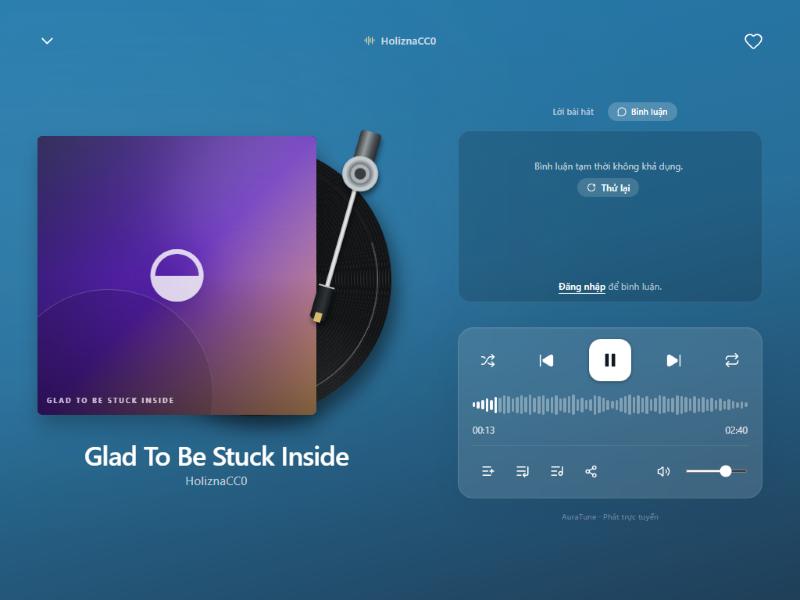 HoliznaCC0
Lời bài hát
Bình luận
Bình luận tạm thời không khả dụng.
Thử lại
Đăng nhập để bình luận.
GLAD TO BE STUCK INSIDE
Glad To Be Stuck Inside
HoliznaCC0
00:13
02:40
AuraTune · Phát trực tuyến